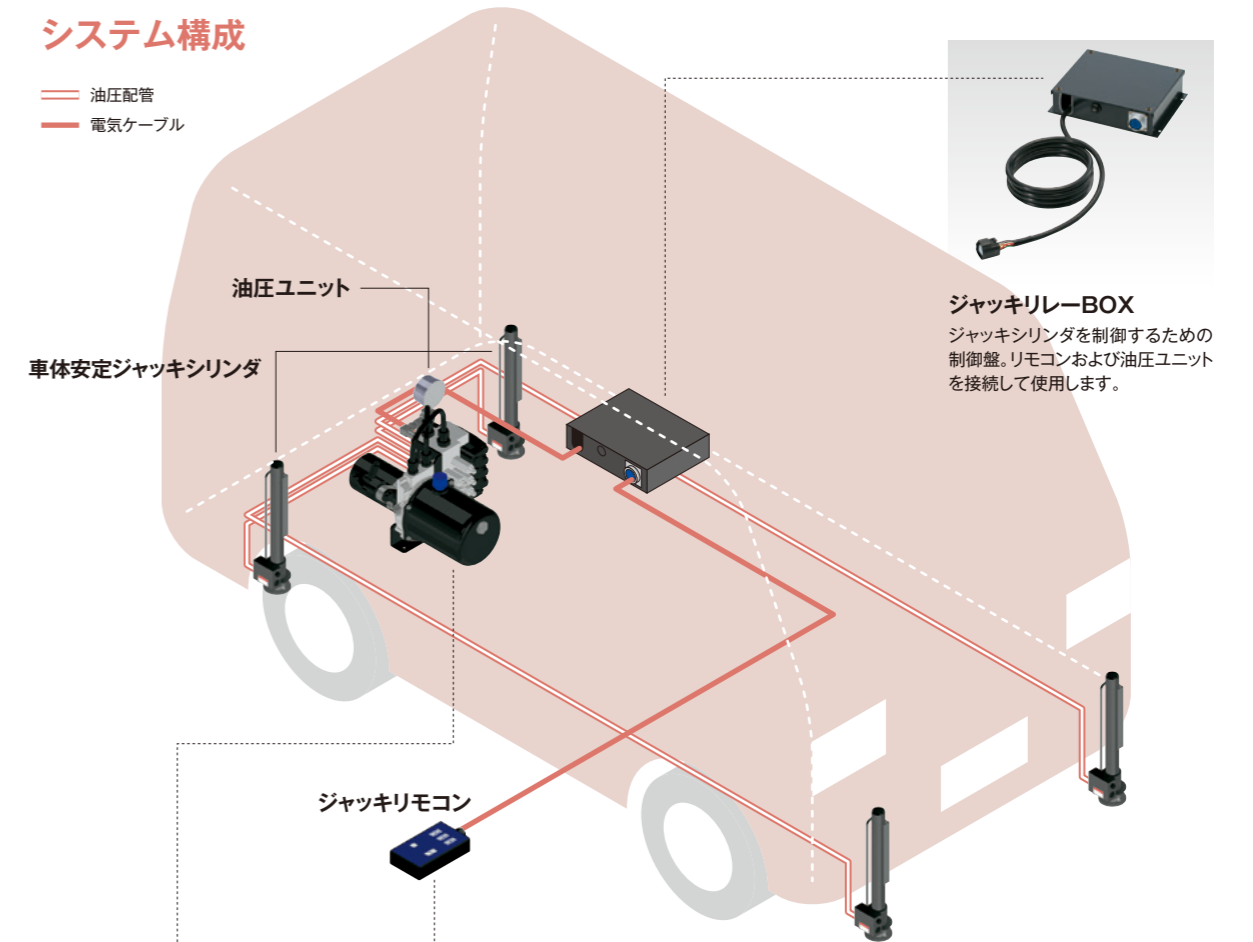 システム構成
油圧配管
電気ケーブル
油圧ユニット
車体安定ジャッキシリンダ
ジャッキリレーBOX
ジャッキシリンダを制御するための
制御盤。リモコンおよび油圧ユニット
を接続して使用します。
ジャッキリモコン